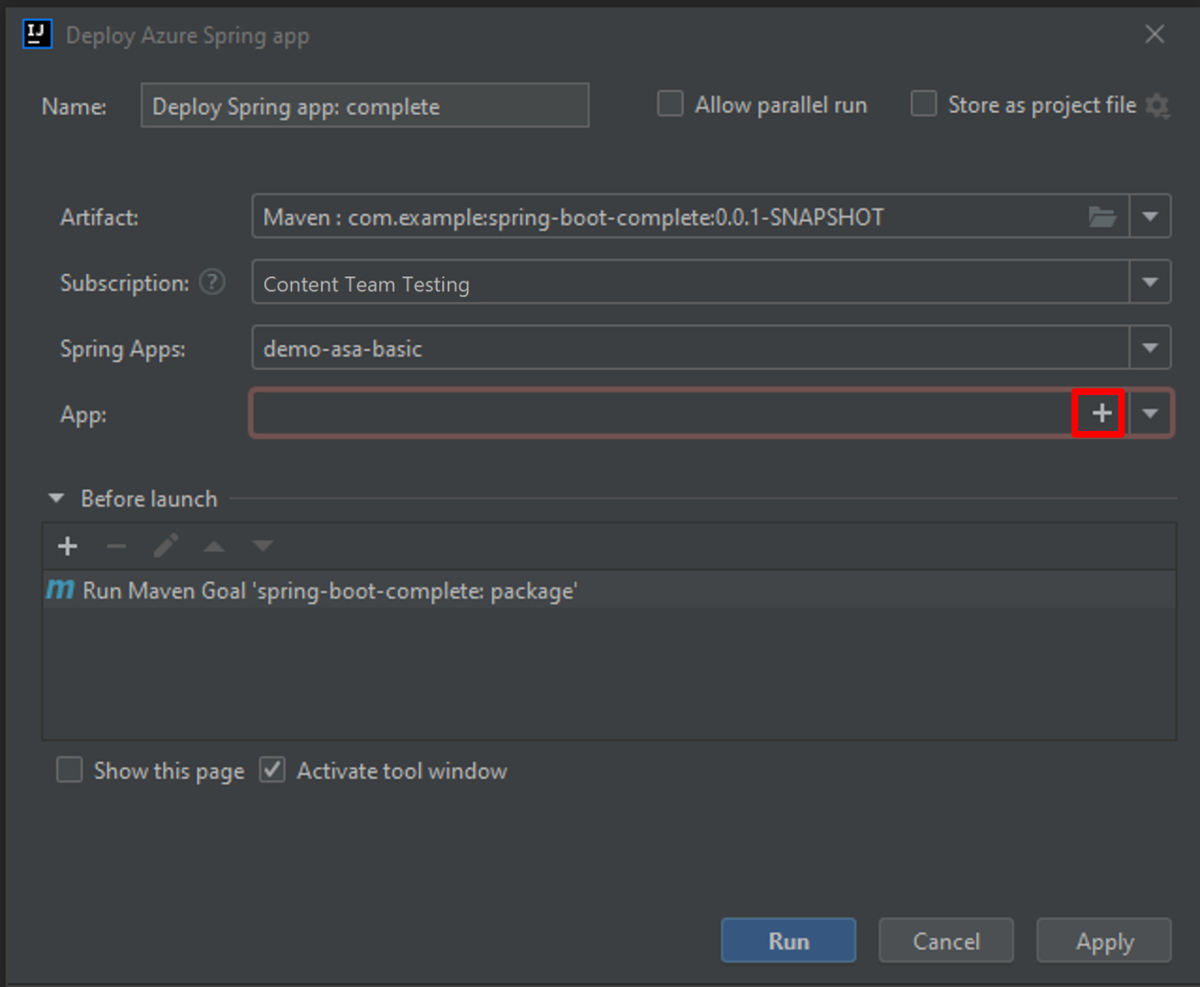 IJ Deploy Azure Spring app
Name: Deploy Spring app: complete Allow parallel run Store as project file
Artifact: Maven : com.example:spring-boot-complete:0.0.1-SNAPSHOT
Subscription: ? Content Team Testing
Spring Apps: demo-asa-basic
App:
Before launch
m Run Maven Goal 'spring-boot-complete: package'
Show this page Activate tool window
Run Cancel Apply